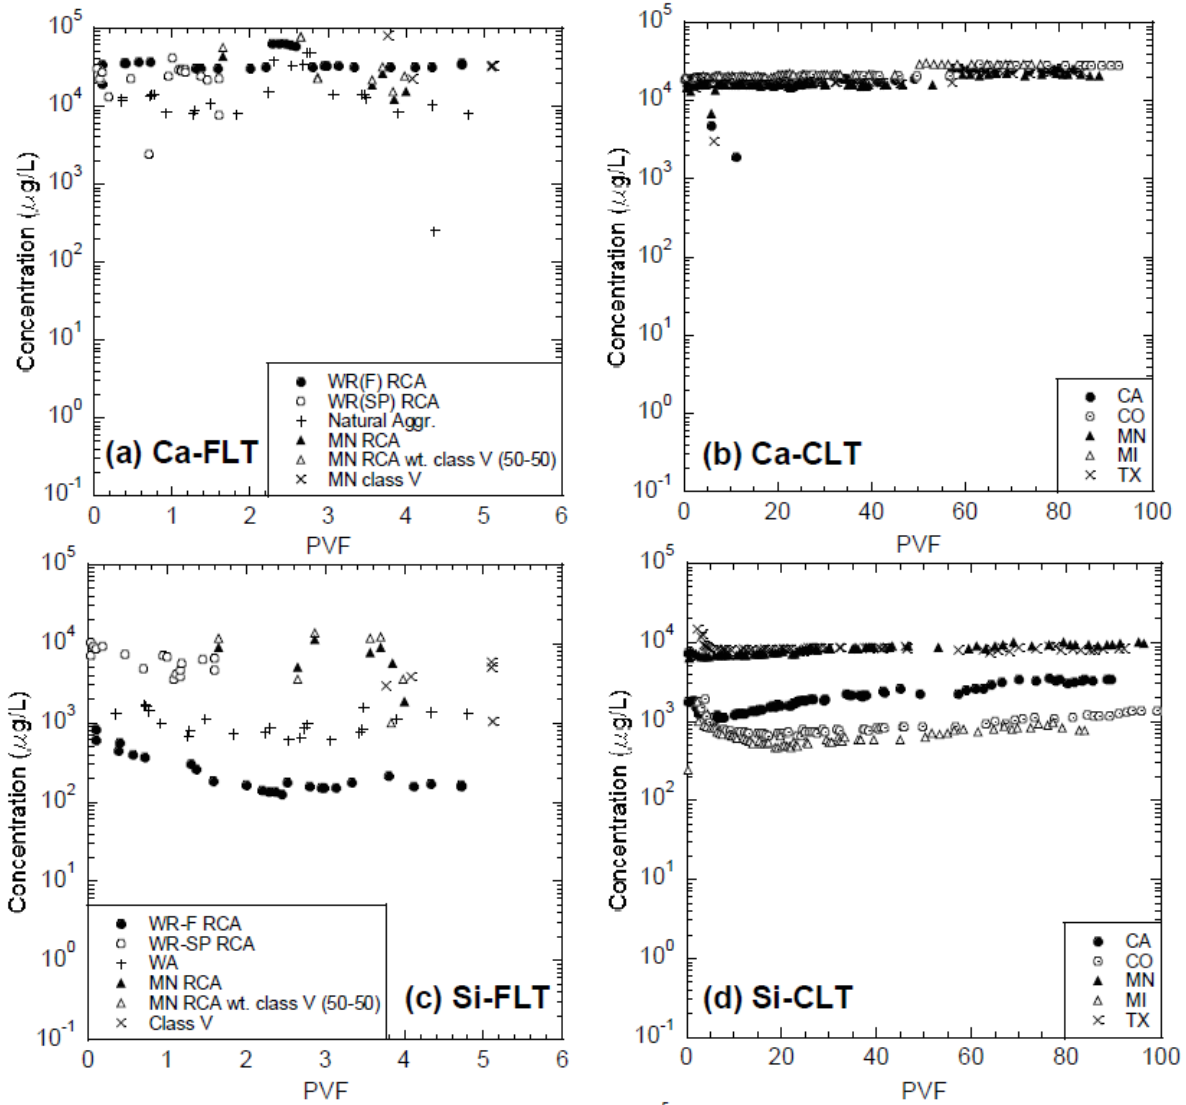 10^5
10^4
10^3
10^2
10^1
10^0
10^-1
Concentration (µg/L)
WR(F) RCA
WR(SP) RCA
Natural Aggr.
MN RCA
MN RCA wt. class V (50-50)
MN class V
(a) Ca-FLT
0 1 2 3 4 5 6
PVF
10^5
10^4
10^3
10^2
10^1
10^0
10^-1
Concentration (µg/L)
CA
CO
MN
MI
TX
(b) Ca-CLT
0 20 40 60 80 100
PVF
10^5
10^4
10^3
10^2
10^1
10^0
10^-1
Concentration (µg/L)
WR-F RCA
WR-SP RCA
WA
MN RCA
MN RCA wt. class V (50-50)
Class V
(c) Si-FLT
0 1 2 3 4 5 6
PVF
10^5
10^4
10^3
10^2
10^1
10^0
10^-1
Concentration (µg/L)
CA
CO
MN
MI
TX
(d) Si-CLT
0 20 40 60 80 100
PVF